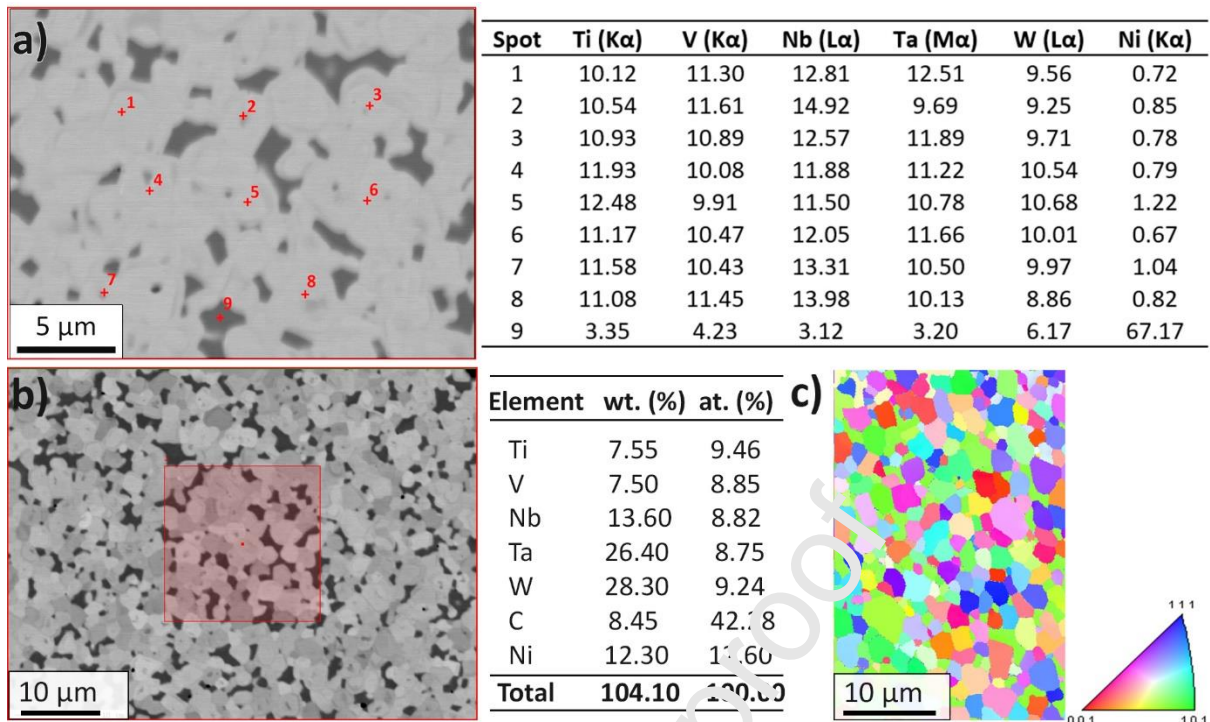 a)
Spot Ti (Kα) V (Kα) Nb (Lα) Ta (Mα) W (Lα) Ni (Kα)
1 10.12 11.30 12.81 12.51 9.56 0.72
2 10.54 11.61 14.92 9.69 9.25 0.85
3 10.93 10.89 12.57 11.89 9.71 0.78
4 11.93 10.08 11.88 11.22 10.54 0.79
5 12.48 9.91 11.50 10.78 10.68 1.22
6 11.17 10.47 12.05 11.66 10.01 0.67
7 11.58 10.43 13.31 10.50 9.97 1.04
8 11.08 11.45 13.98 10.13 8.86 0.82
9 3.35 4.23 3.12 3.20 6.17 67.17
1
2
3
4
5
6
7
8
9
5 µm
b)
10 µm
Element wt. (%) at. (%)
Ti 7.55 9.46
V 7.50 8.85
Nb 13.60 8.82
Ta 26.40 8.75
W 28.30 9.24
C 8.45
Ni 12.30
Total 104.10
proof
c)
10 µm
111
001
101